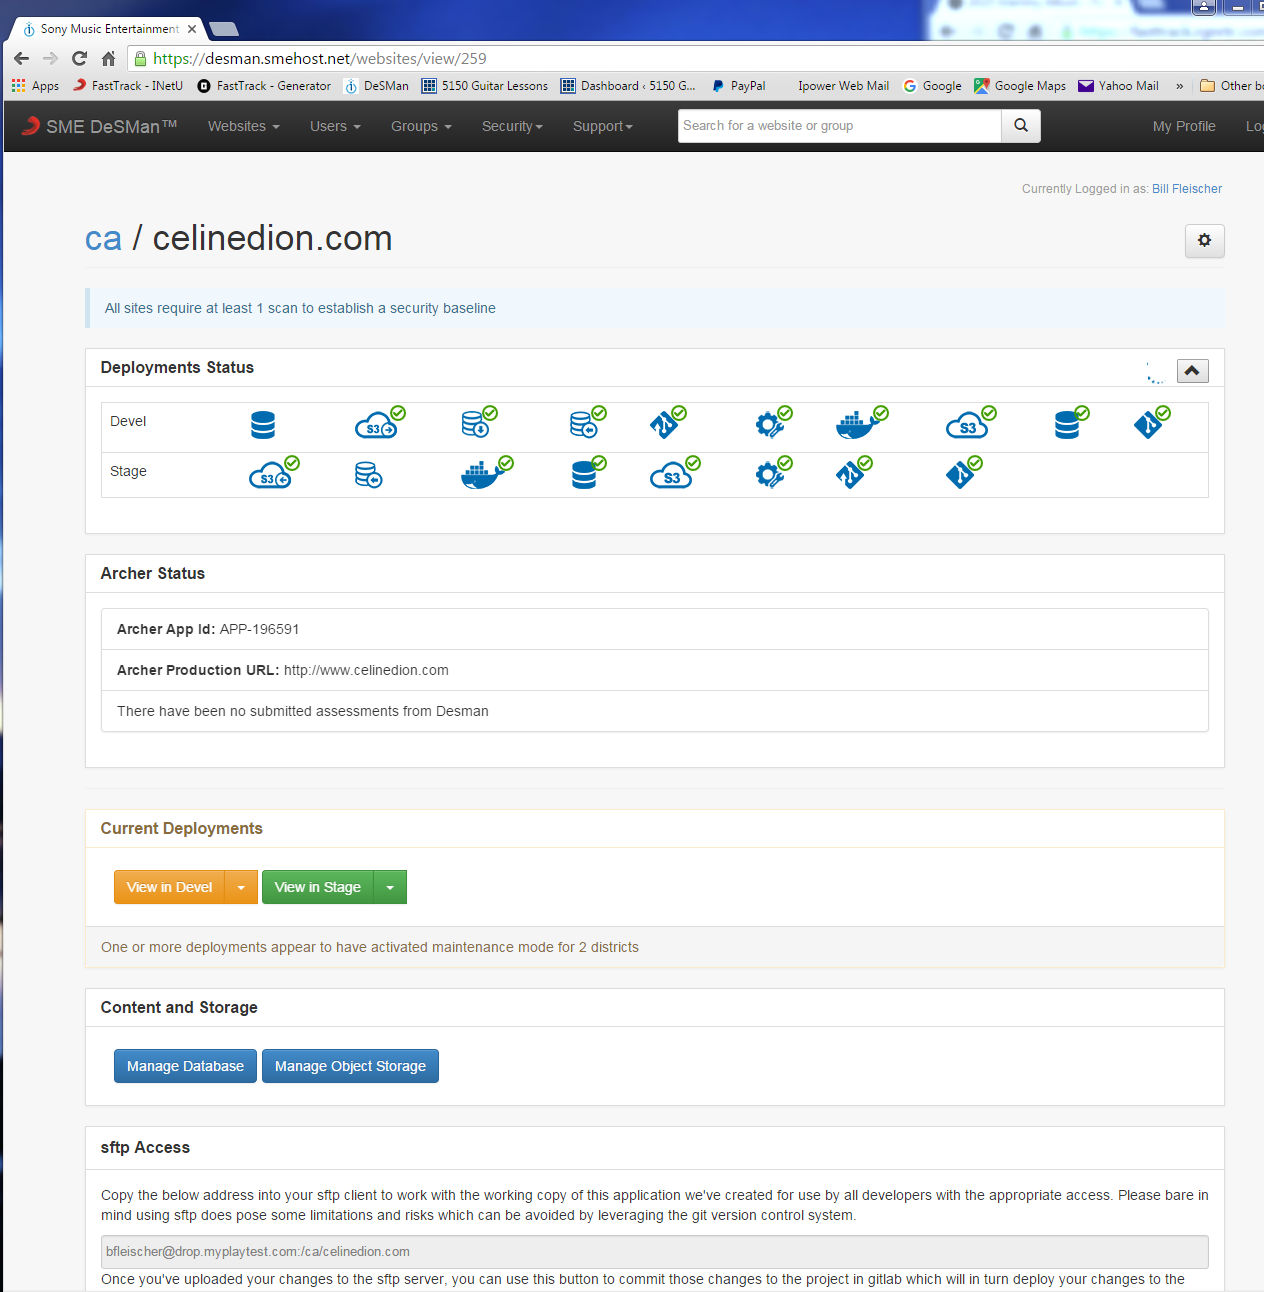 Sony Music Entertainment
https://desman.smehost.net/websites/view/259
Apps FastTrack - INetU FastTrack - Generator DeSMan 5150 Guitar Lessons Dashboard ‹ 5150 G... PayPal Ipower Web Mail Google Google Maps Yahoo Mail » Other bo
SME DeSMan™ Websites Users Groups Security Support Search for a website or group My Profile Lo
Currently Logged in as: Bill Fleischer
ca / celinedion.com
All sites require at least 1 scan to establish a security baseline
Deployments Status
Devel
S3
S3
Stage
S3
S3
Archer Status
Archer App Id: APP-196591
Archer Production URL: http://www.celinedion.com
There have been no submitted assessments from Desman
Current Deployments
View in Devel View in Stage
One or more deployments appear to have activated maintenance mode for 2 districts
Content and Storage
Manage Database Manage Object Storage
sftp Access
Copy the below address into your sftp client to work with the working copy of this application we've created for use by all developers with the appropriate access. Please bare in
mind using sftp does pose some limitations and risks which can be avoided by leveraging the git version control system.
bfleischer@drop.myplaytest.com:/ca/celinedion.com
Once you've uploaded your changes to the sftp server, you can use this button to commit those changes to the project in gitlab which will in turn deploy your changes to the